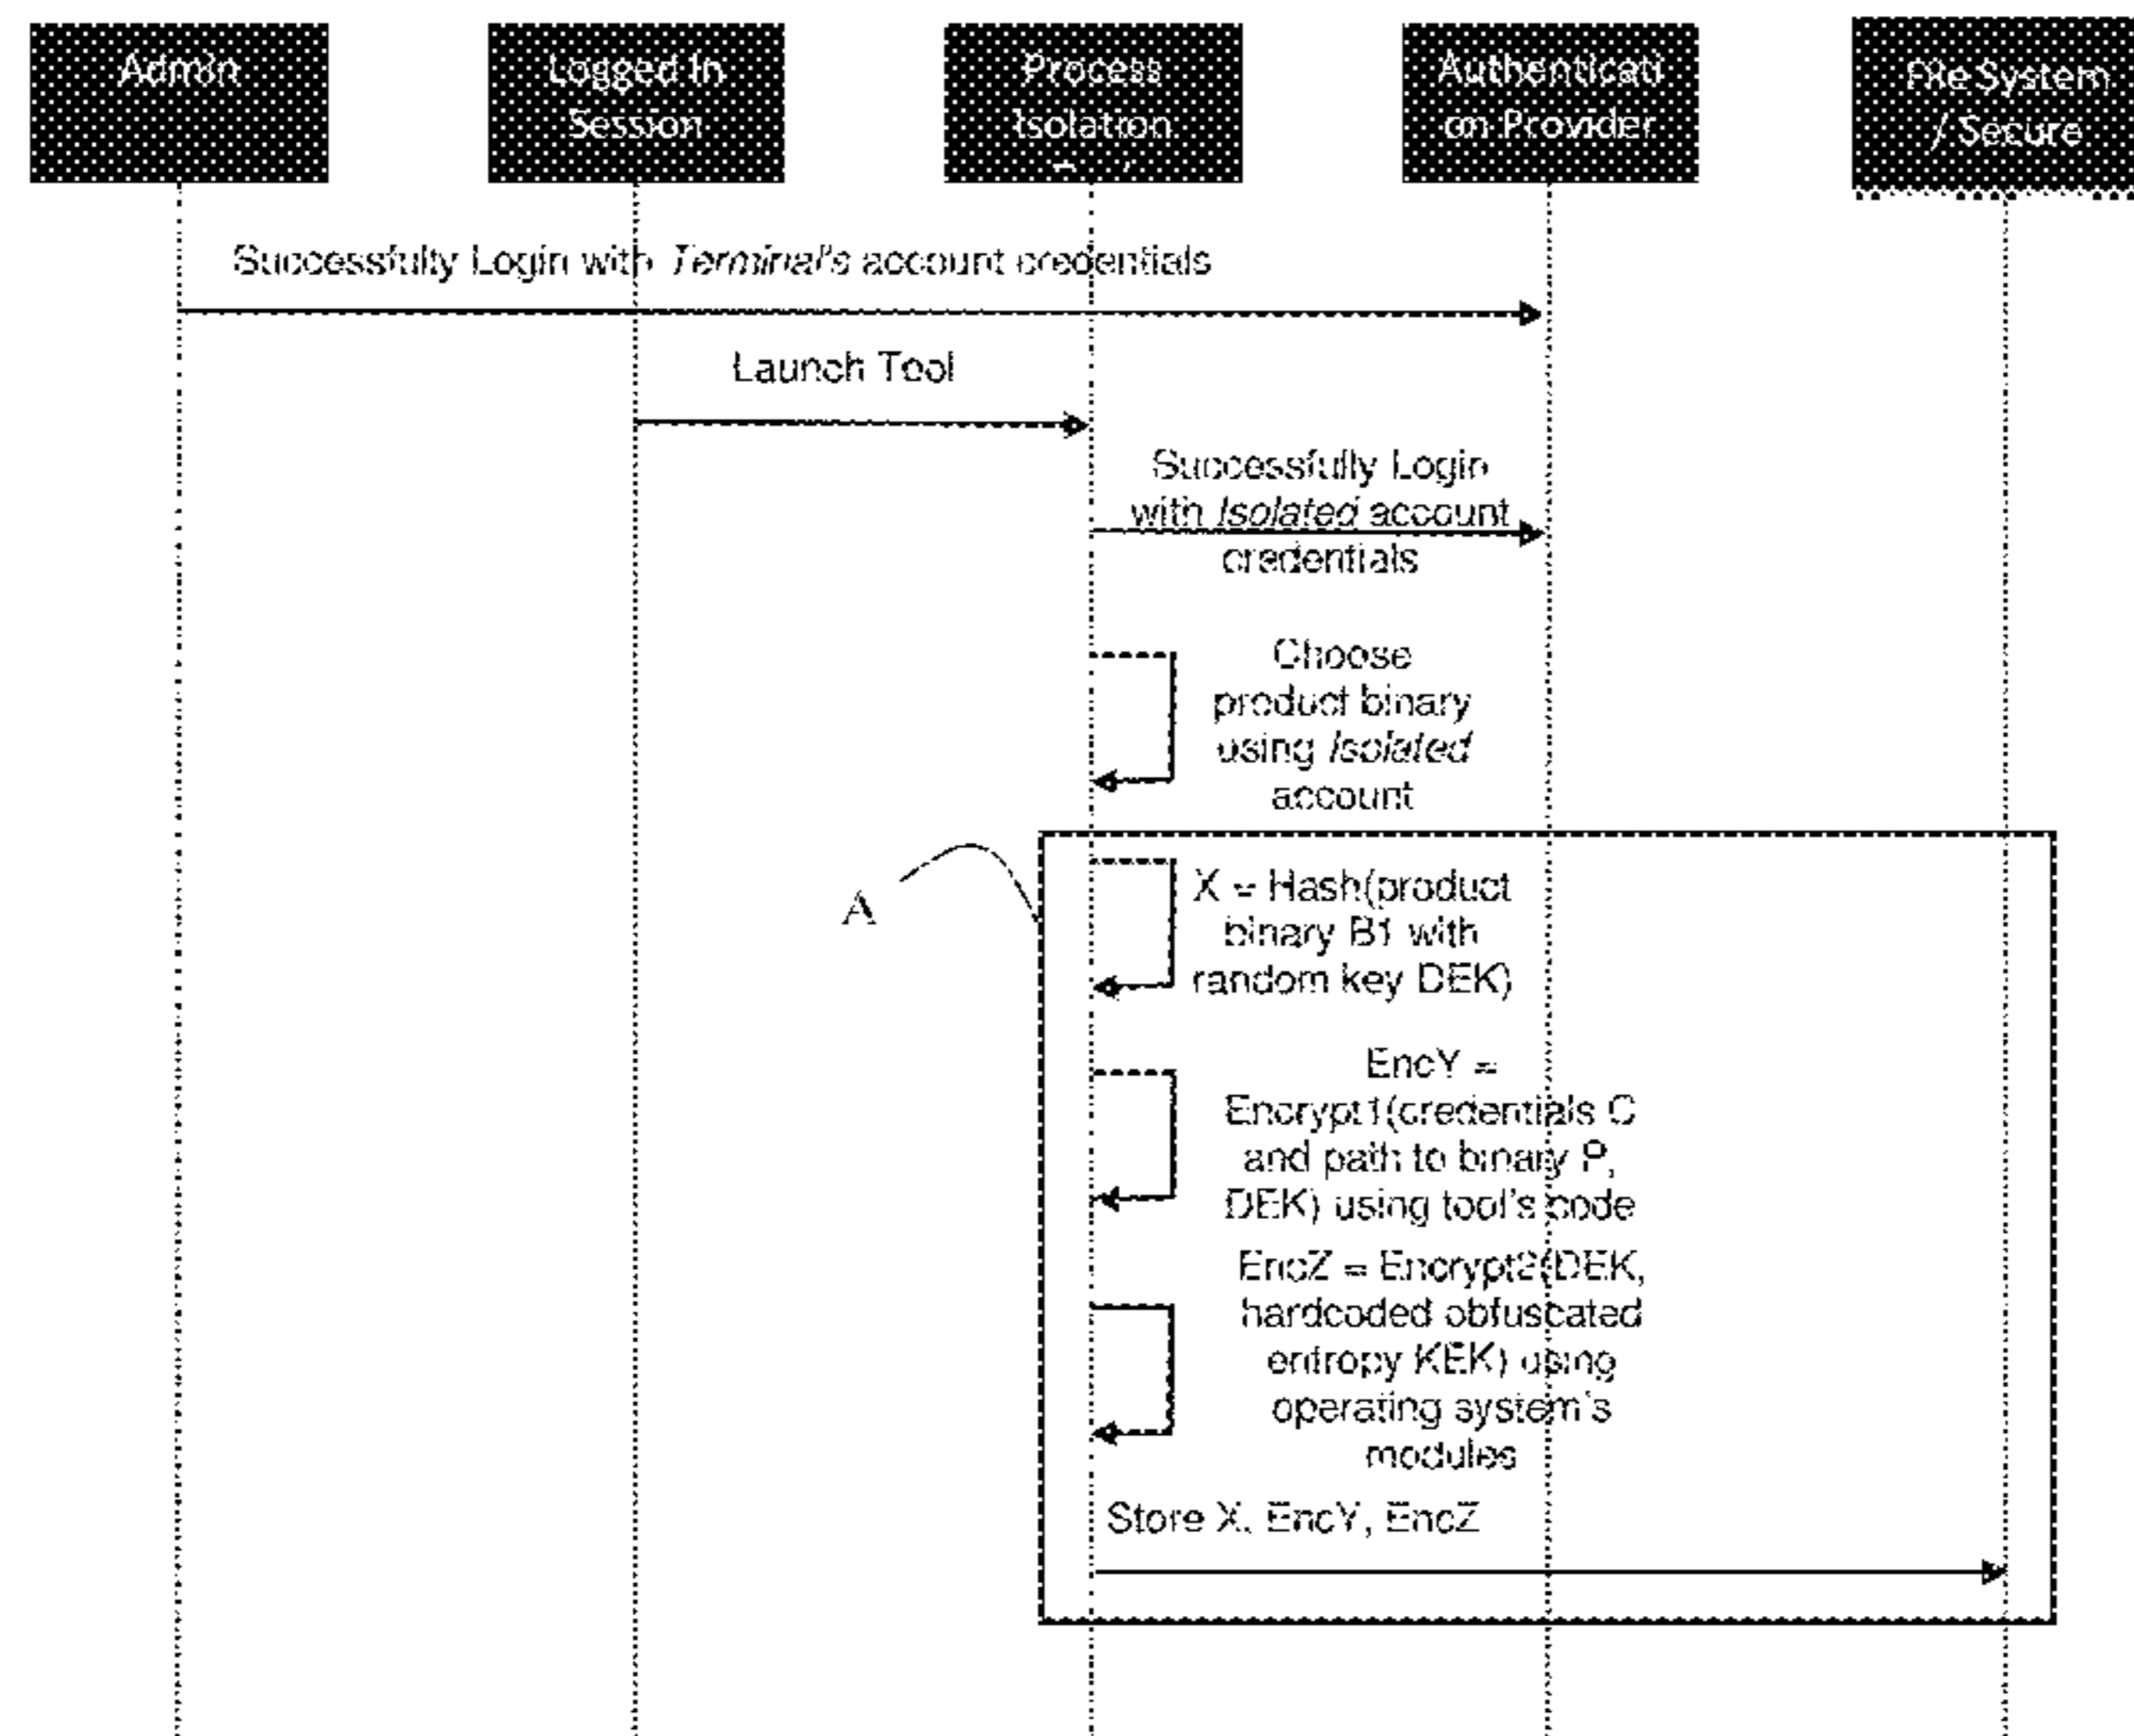 Admin
Logged In
Session
Process
Isolation
Authenticati
on Provider
File System
/ Secure
Successfully Login with Terminal's account credentials
Launch Tool
Successfully Login
with Isolated account
credentials
Choose
product binary
using Isolated
account
A
X = Hash(product
binary B1 with
random key DEK)
EncY =
Encrypt1(credentials C
and path to binary P,
DEK) using tool's code
EncZ = Encrypt2(DEK,
hardcoded obfuscated
entropy KEK) using
operating system's
modules
Store X, EncY, EncZ